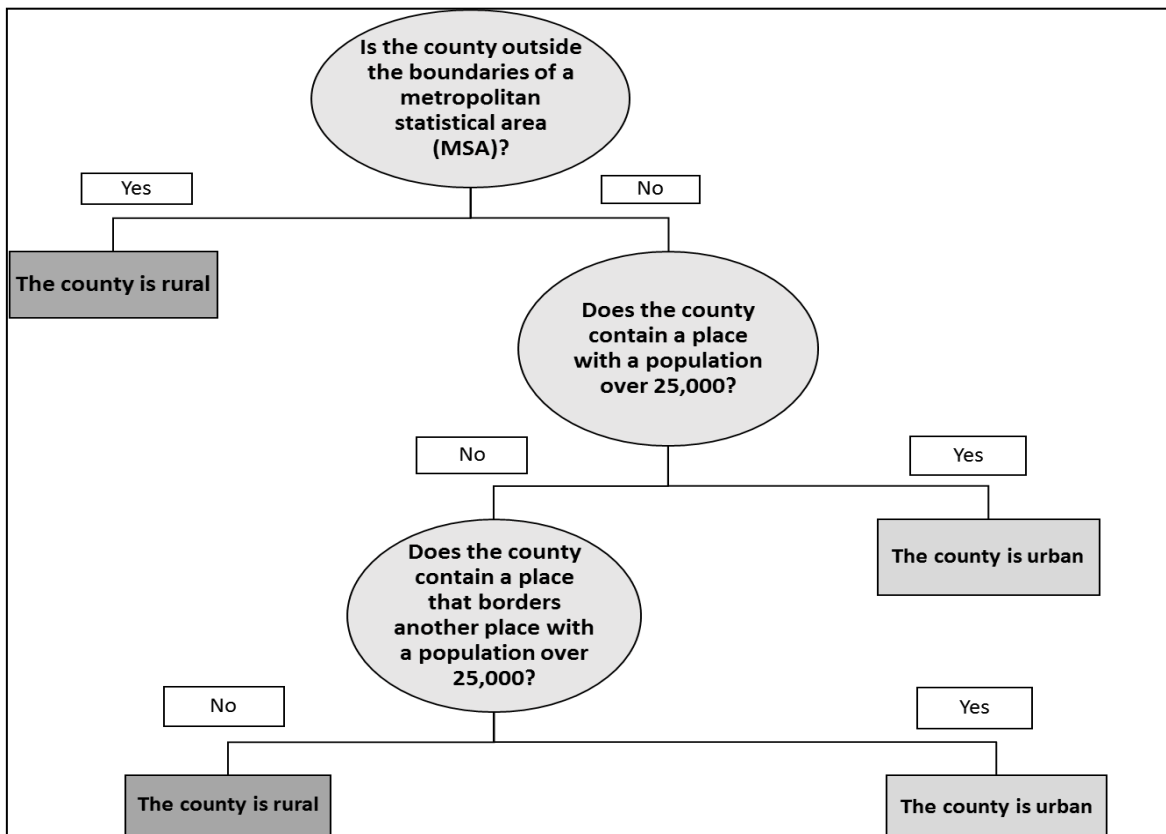 Is the county outside
the boundaries of a
metropolitan
statistical area
(MSA)?
Yes
No
The county is rural
Does the county
contain a place
with a population
over 25,000?
No
Yes
The county is urban
Does the county
contain a place
that borders
another place with
a population over
25,000?
No
Yes
The county is rural
The county is urban